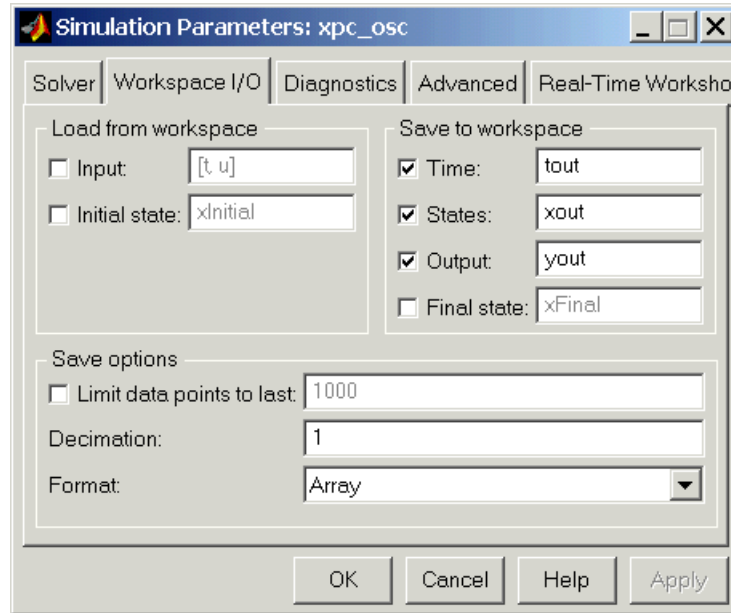 Simulation Parameters: xpc_osc
Solver Workspace I/O Diagnostics Advanced Real-Time Worksho
Load from workspace
Input: [t, u]
Initial state: xInitial
Save to workspace
Time: tout
States: xout
Output: yout
Final state: xFinal
Save options
Limit data points to last: 1000
Decimation: 1
Format: Array
OK Cancel Help Apply